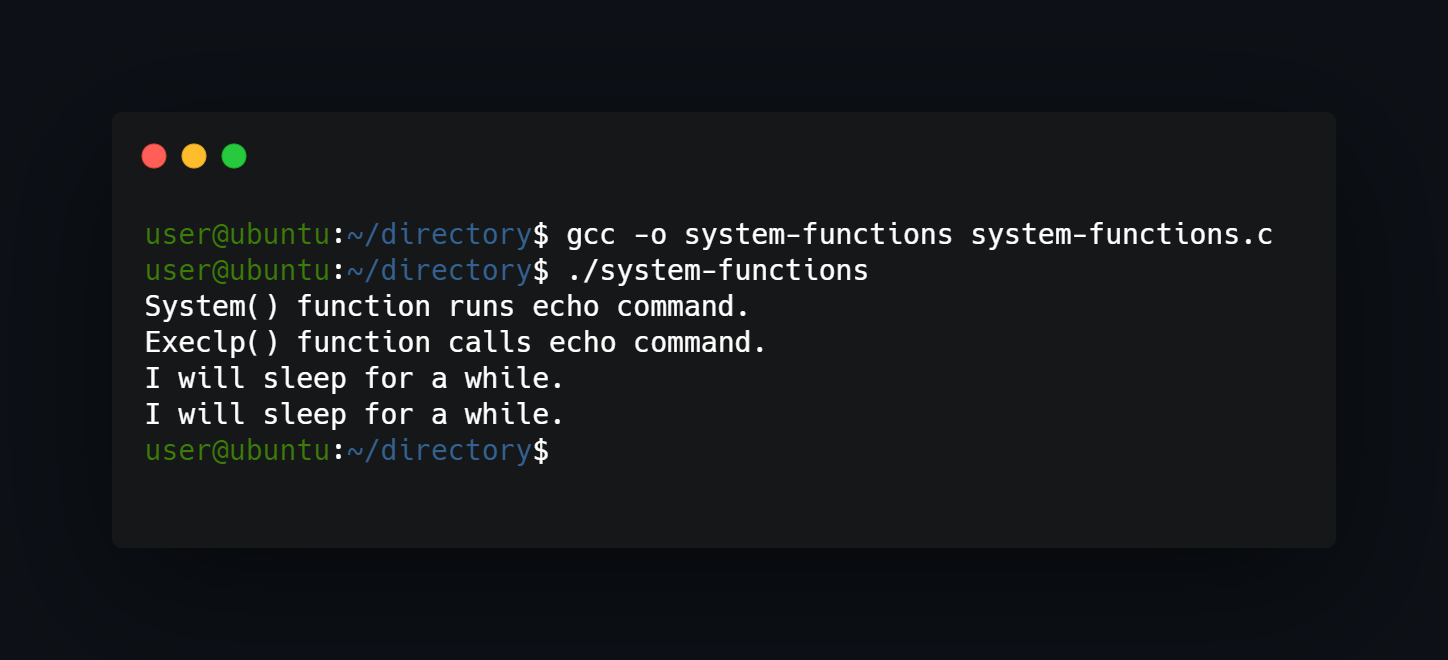 user@ubuntu:~/directory$ gcc -o system-functions system-functions.c
user@ubuntu:~/directory$ ./system-functions
System() function runs echo command.
Execlp() function calls echo command.
I will sleep for a while.
I will sleep for a while.
user@ubuntu:~/directory$